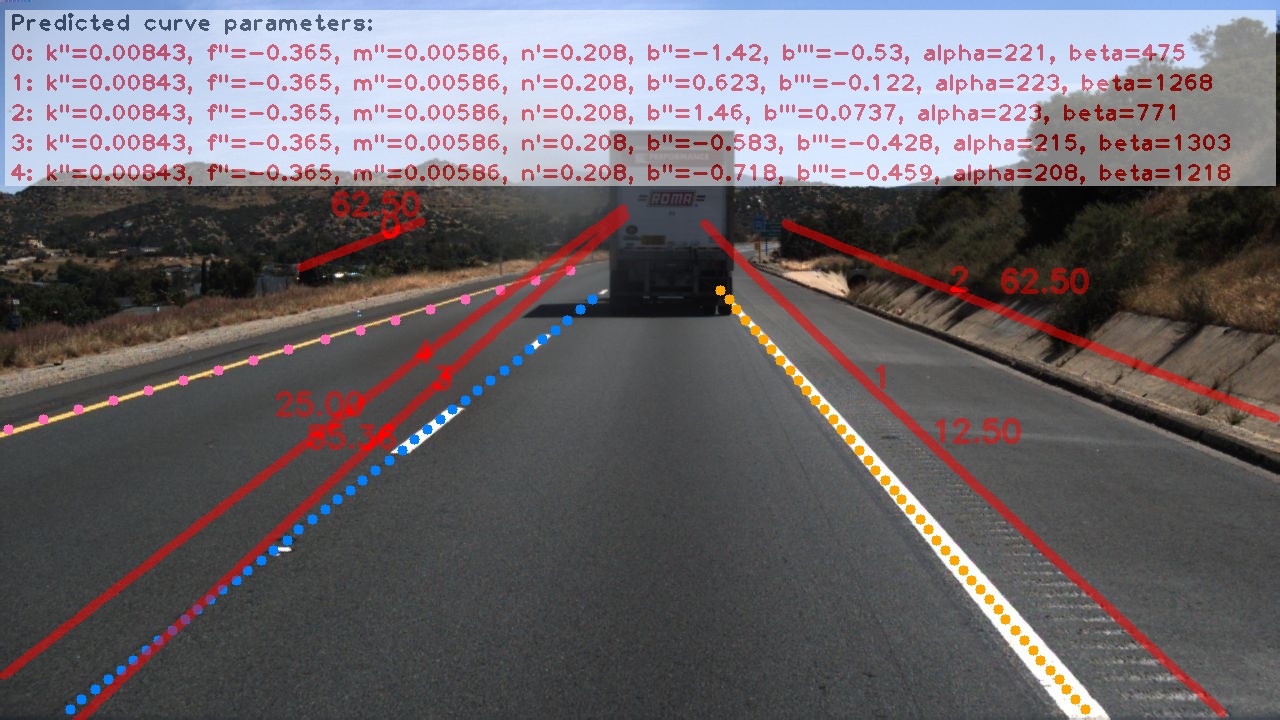 Predicted curve parameters:
0: k''=0.00843, f''=−0.365, m''=0.00586, n'=0.208, b''=−1.42, b'''=−0.53, alpha=221, beta=475
1: k''=0.00843, f''=−0.365, m''=0.00586, n'=0.208, b''=0.623, b'''=−0.122, alpha=223, beta=1268
2: k''=0.00843, f''=−0.365, m''=0.00586, n'=0.208, b''=1.46, b'''=0.0737, alpha=223, beta=771
3: k''=0.00843, f''=−0.365, m''=0.00586, n'=0.208, b''=−0.583, b'''=−0.428, alpha=215, beta=1303
4: k''=0.00843, f''=−0.365, m''=0.00586, n'=0.208, b''=−0.718, b'''=−0.459, alpha=208, beta=1218
PERFORMANCE
ROMA
62.50
0
2 62.50
4
3
1
25.00
12.50